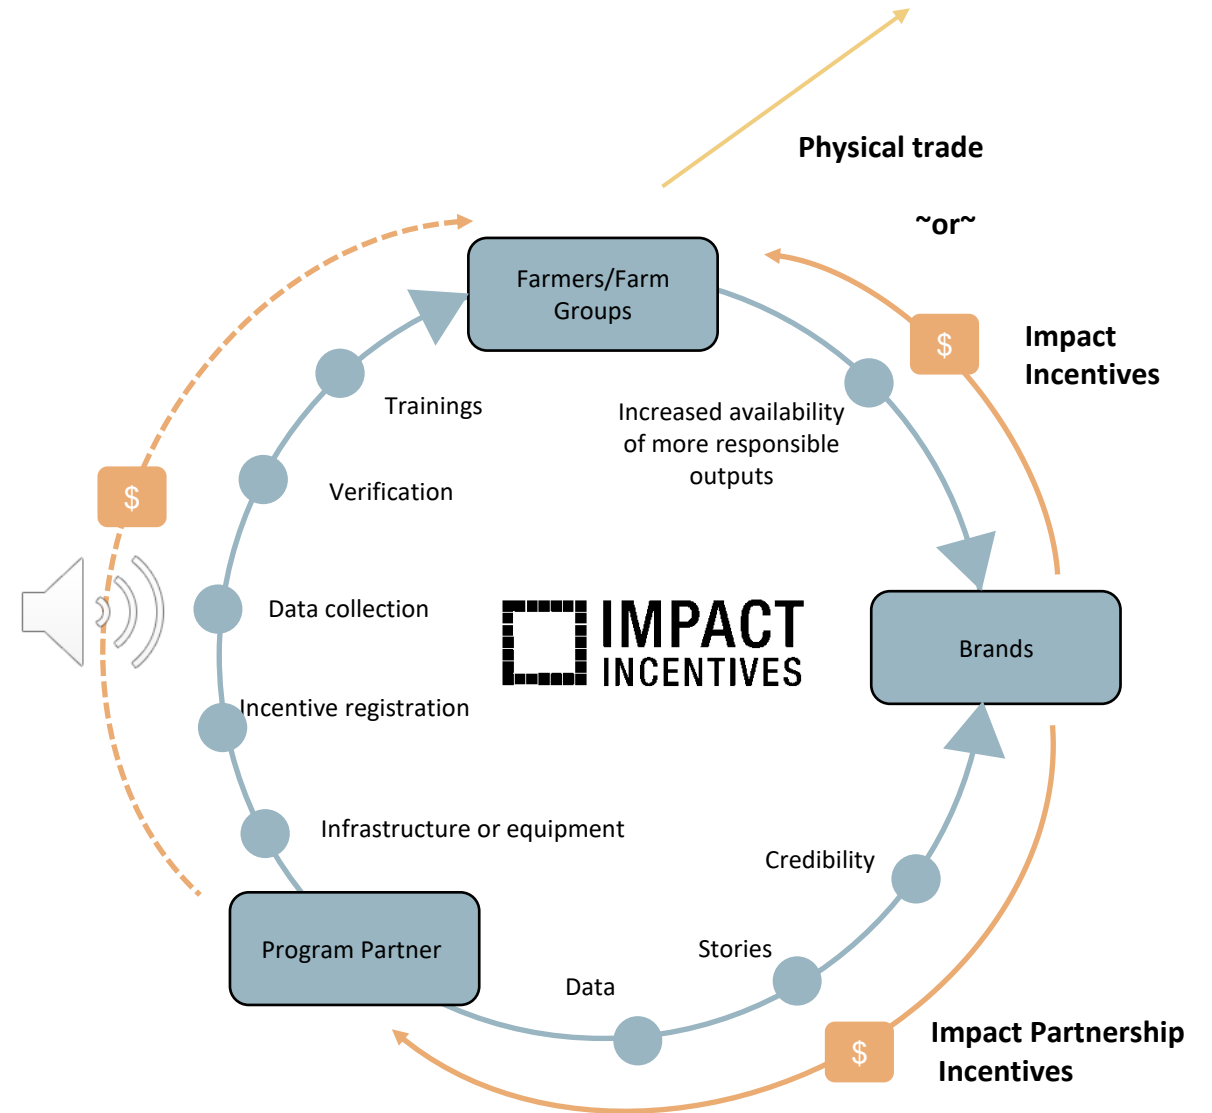 Physical trade
~or~
Farmers/Farm
Groups
$
Impact
Incentives
Trainings
Increased availability
of more responsible
outputs
Verification
$
Data collection
IMPACT
INCENTIVES
Brands
Incentive registration
Infrastructure or equipment
Credibility
Program Partner
Stories
Data
$
Impact Partnership
Incentives